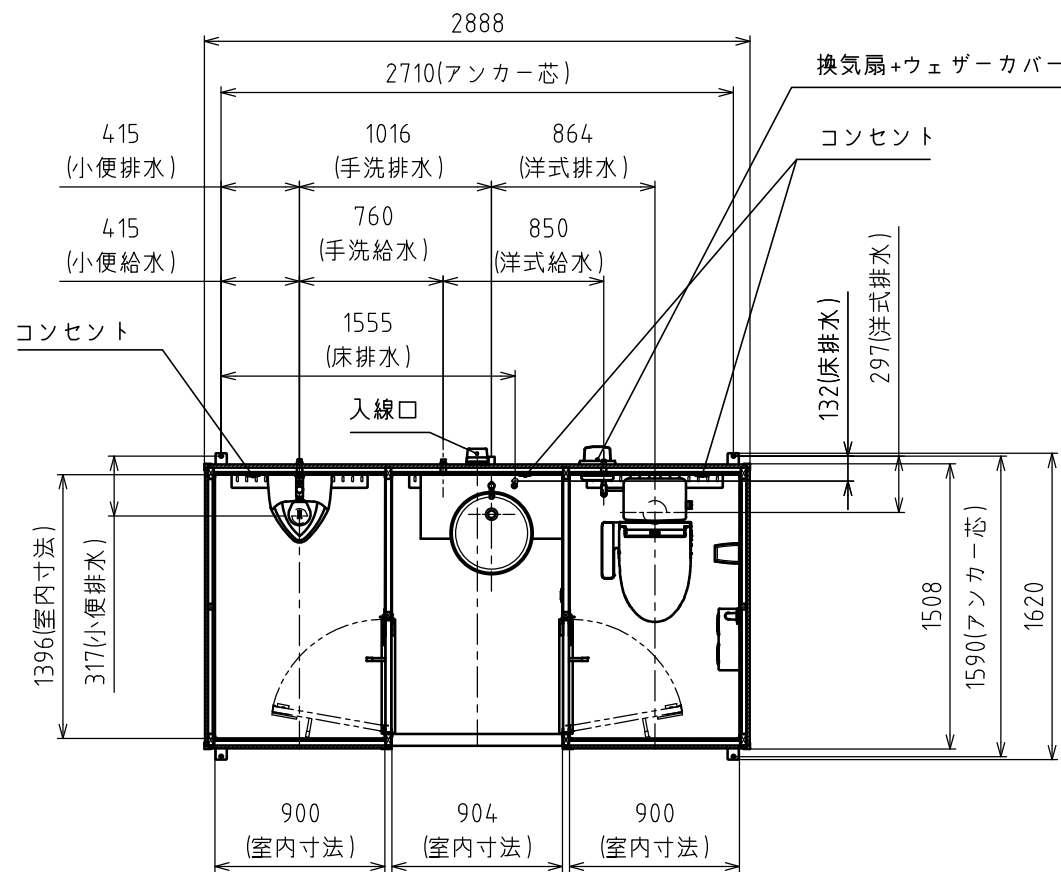 2888
2710(アンカー芯)
換気扇+ウェザーカバー
415
(小便排水)
1016
(手洗排水)
864
(洋式排水)
コンセント
415
(小便給水)
760
(手洗給水)
850
(洋式給水)
コンセント
1555
(床排水)
入線口
132(床排水)
297(洋式排水)
1396(室内寸法)
317(小便排水)
1508
1590(アンカー芯)
1620
900
(室内寸法)
904
(室内寸法)
900
(室内寸法)